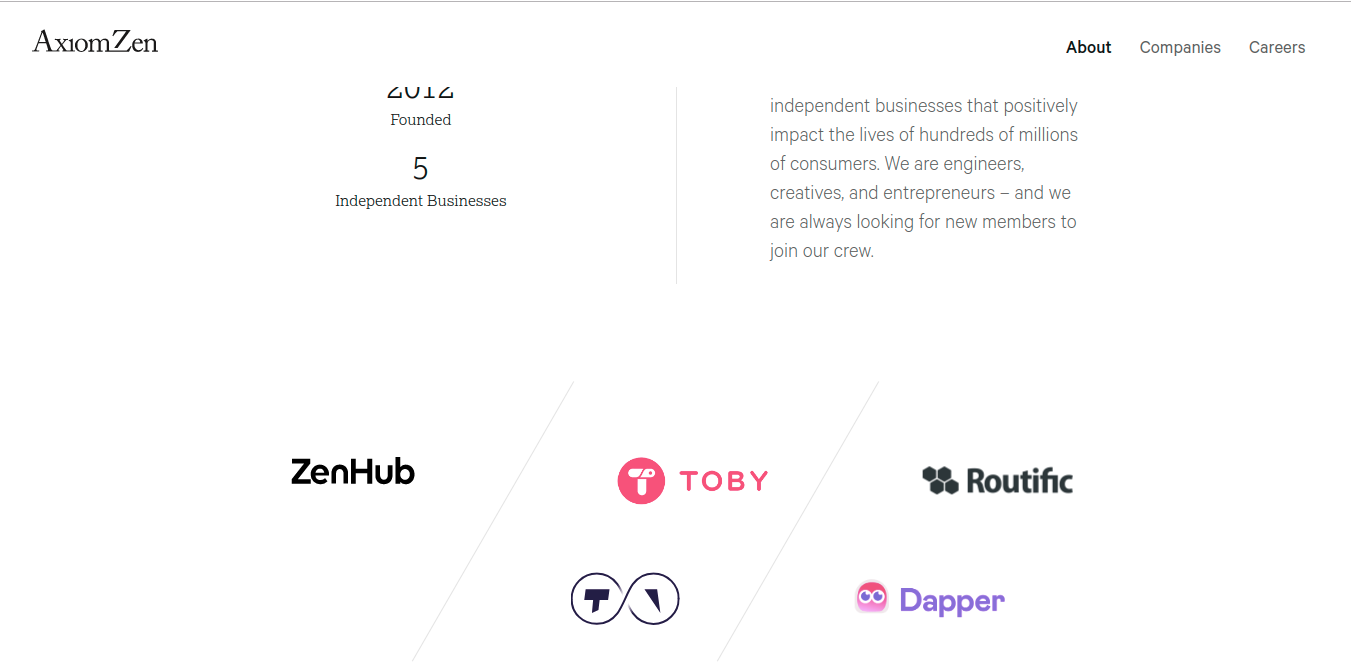 AxiomZen
About Companies Careers
2012
Founded
5
Independent Businesses
independent businesses that positively
impact the lives of hundreds of millions
of consumers. We are engineers,
creatives, and entrepreneurs – and we
are always looking for new members to
join our crew.
ZenHub
TOBY
Routific
Dapper